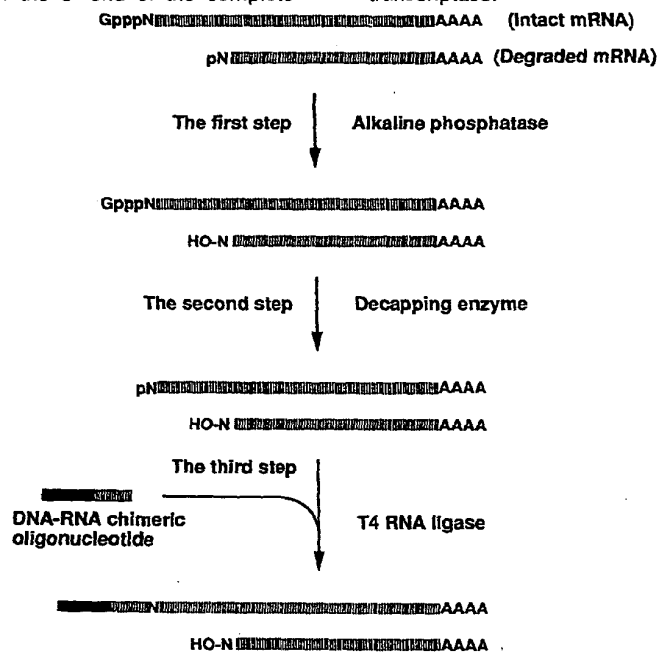 GpppN AAAA (Intact mRNA)
pN AAAA (Degraded mRNA)
The first step Alkaline phosphatase
GpppN AAAA
HO-N AAAA
The second step Decapping enzyme
pN AAAA
HO-N AAAA
The third step
DNA-RNA chimeric
oligonucleotide
T4 RNA ligase
N AAAA
HO-N AAAA